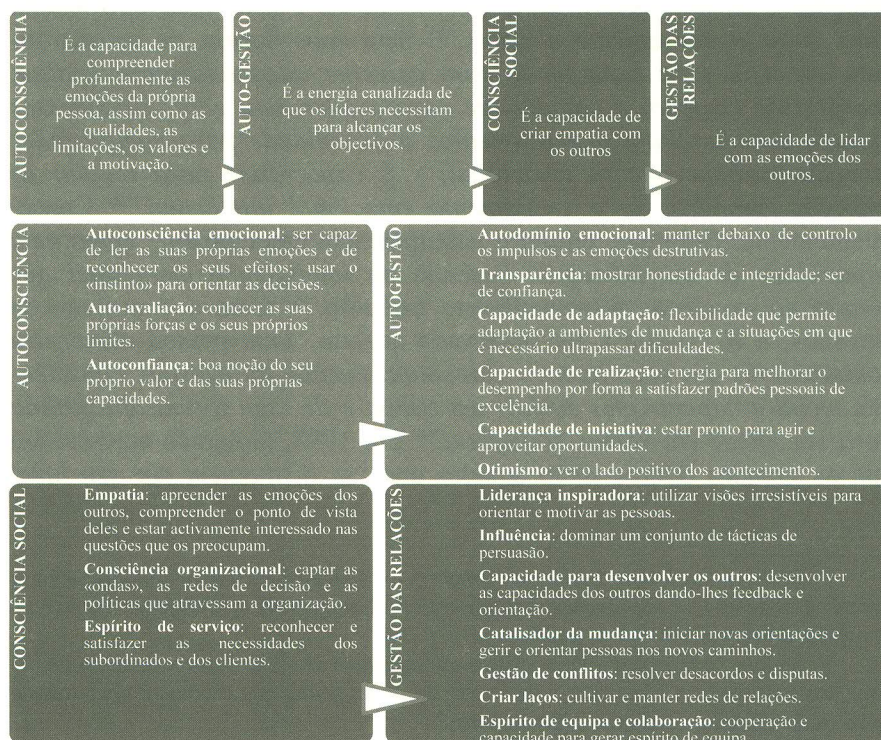 AUTOCONSCIÊNCIA
É a capacidade para
compreender
profundamente as
emoções da própria
pessoa, assim como as
qualidades, as
limitações, os valores e
a motivação.
AUTO-GESTÃO
É a energia canalizada de
que os líderes necessitam
para alcançar os
objectivos.
CONSCIÊNCIA
SOCIAL
É a capacidade de
criar empatia com
os outros
GESTÃO DAS
RELAÇÕES
É a capacidade de lidar
com as emoções dos
outros.
AUTOCONSCIÊNCIA
Autoconsciência emocional: ser capaz
de ler as suas próprias emoções e de
reconhecer os seus efeitos; usar o
«instinto» para orientar as decisões.
Auto-avaliação: conhecer as suas
próprias forças e os seus próprios
limites.
Autoconfiança: boa noção do seu
próprio valor e das suas próprias
capacidades.
AUTOGESTÃO
Autodomínio emocional: manter debaixo de controlo
os impulsos e as emoções destrutivas.
Transparência: mostrar honestidade e integridade; ser
de confiança.
Capacidade de adaptação: flexibilidade que permite
adaptação a ambientes de mudança e a situações em que
é necessário ultrapassar dificuldades.
Capacidade de realização: energia para melhorar o
desempenho por forma a satisfazer padrões pessoais de
excelência.
Capacidade de iniciativa: estar pronto para agir e
aproveitar oportunidades.
Otimismo: ver o lado positivo dos acontecimentos.
CONSCIÊNCIA SOCIAL
Empatia: apreender as emoções dos
outros, compreender o ponto de vista
deles e estar activamente interessado nas
questões que os preocupam.
Consciência organizacional: captar as
«ondas», as redes de decisão e as
políticas que atravessam a organização.
Espírito de serviço: reconhecer e
satisfazer as necessidades dos
subordinados e dos clientes.
GESTÃO DAS RELAÇÕES
Liderança inspiradora: utilizar visões irresistíveis para
orientar e motivar as pessoas.
Influência: dominar um conjunto de tácticas de
persuasão.
Capacidade para desenvolver os outros: desenvolver
as capacidades dos outros dando-lhes feedback e
orientação.
Catalisador da mudança: iniciar novas orientações e
gerir e orientar pessoas nos novos caminhos.
Gestão de conflitos: resolver desacordos e disputas.
Criar laços: cultivar e manter redes de relações.
Espírito de equipa e colaboração: cooperação e
capacidade para gerar espírito de equipa